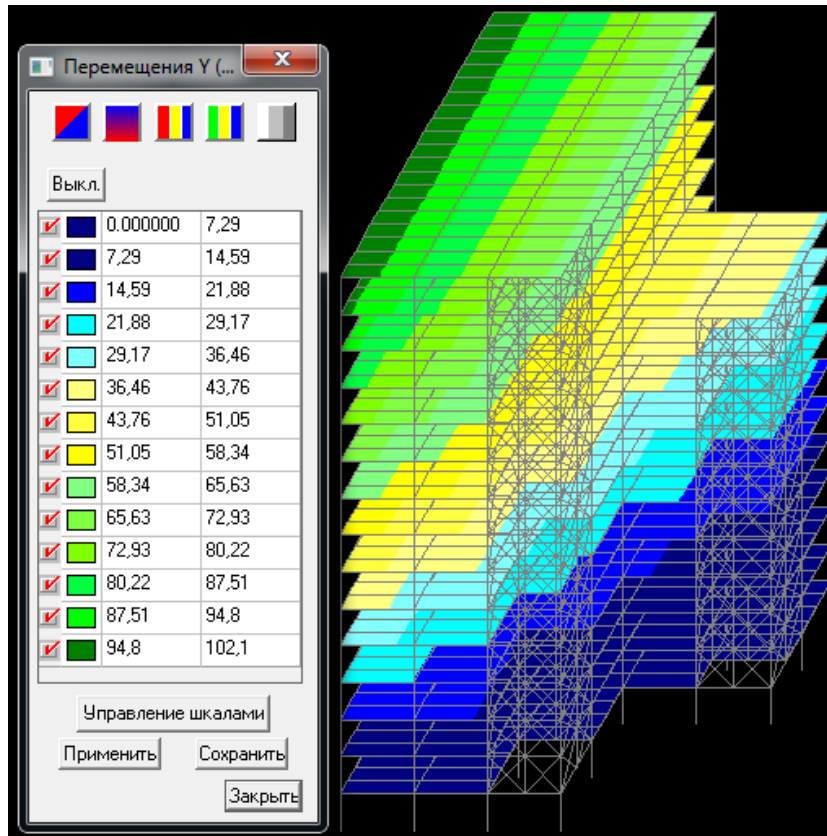 Перемещения Y (...
Выкл.
0.000000 7,29
7,29 14,59
14,59 21,88
21,88 29,17
29,17 36,46
36,46 43,76
43,76 51,05
51,05 58,34
58,34 65,63
65,63 72,93
72,93 80,22
80,22 87,51
87,51 94,8
94,8 102,1
Управление шкалами
Применить Сохранить
Закрыть